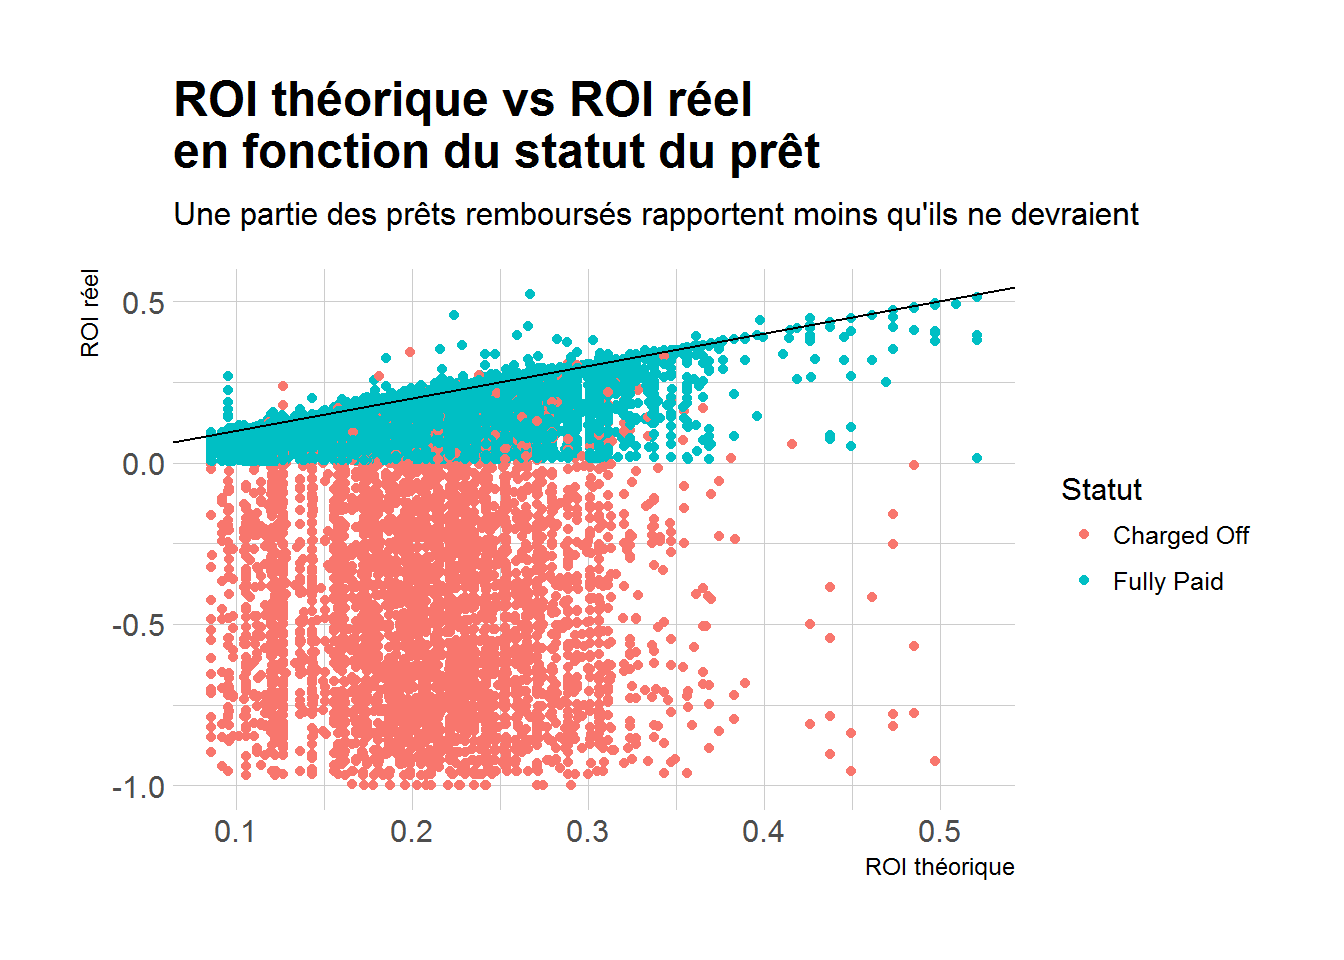 ROI théorique vs ROI réel
en fonction du statut du prêt
Une partie des prêts remboursés rapportent moins qu'ils ne devraient
ROI réel
0.5
0.0
-0.5
-1.0
0.1 0.2 0.3 0.4 0.5
ROI théorique
Statut
Charged Off
Fully Paid